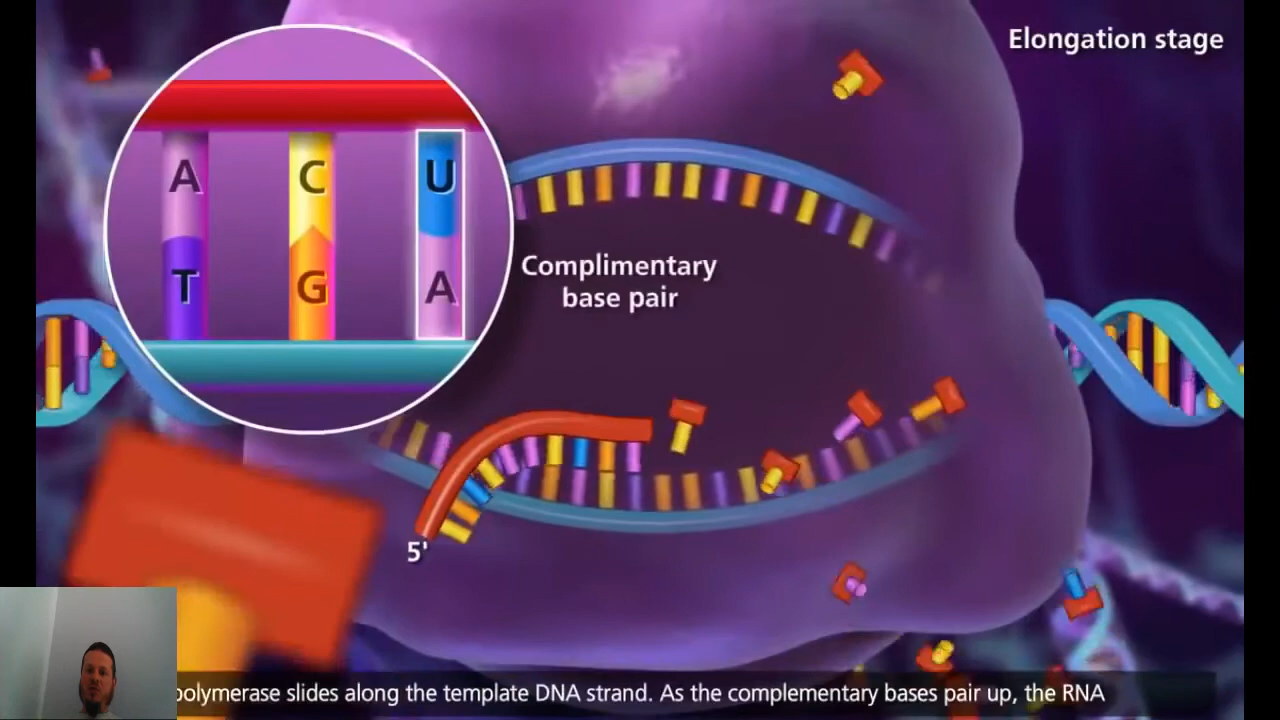 Elongation stage
A C U
T G A
Complimentary
base pair
5'
polymerase slides along the template DNA strand. As the complementary bases pair up, the RNA